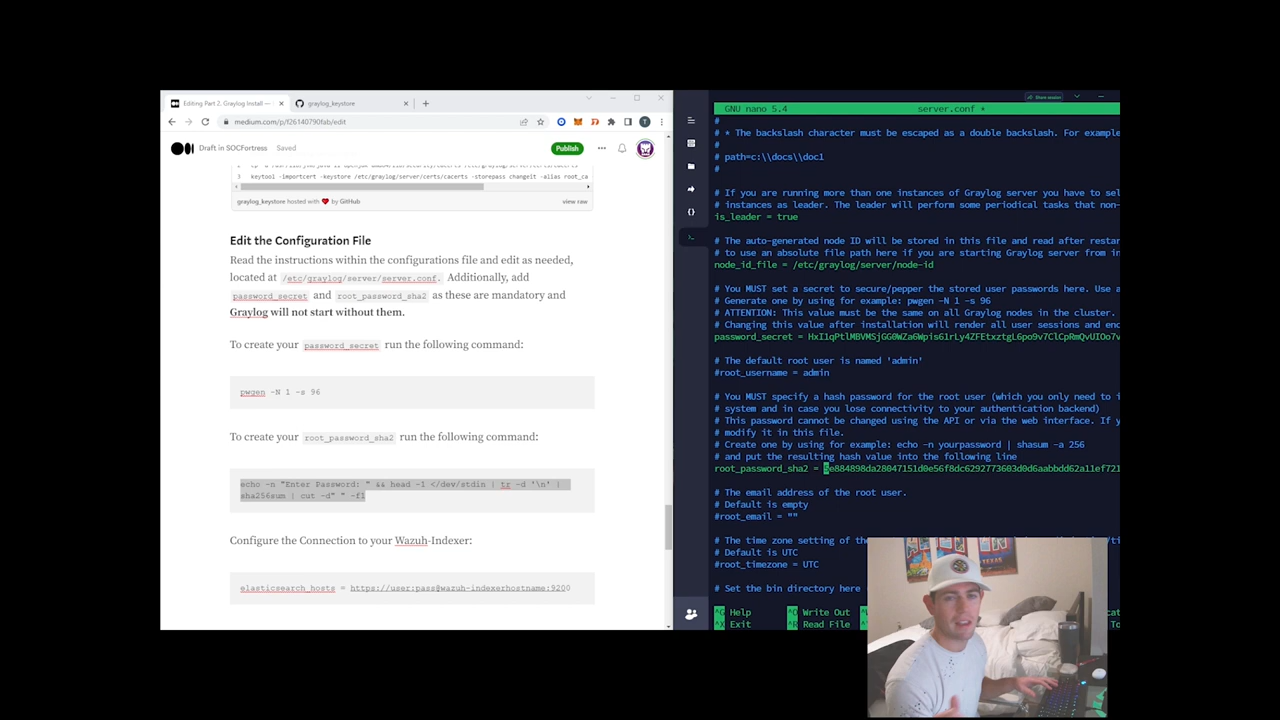 Editing Part 2. Graylog Install —
graylog_keystore
medium.com/p/f26140790fab/edit
Draft in SOCFortress
Saved
Publish
3 keytool -importcert -keystore /etc/graylog/server/certs/cacerts -storepass changeit -alias root_ca
graylog_keystore hosted with ❤ by GitHub
view raw
Edit the Configuration File
Read the instructions within the configurations file and edit as needed,
located at /etc/graylog/server/server.conf. Additionally, add
password_secret and root_password_sha2 as these are mandatory and
Graylog will not start without them.
To create your password_secret run the following command:
pwgen -N 1 -s 96
To create your root_password_sha2 run the following command:
echo -n "Enter Password: " && head -1 </dev/stdin | tr -d '\n' |
sha256sum | cut -d" " -f1
Configure the Connection to your Wazuh-Indexer:
elasticsearch_hosts = https://user:pass@wazuh-indexerhostname:9200
Share session
GNU nano 5.4 server.conf *
#
# * The backslash character must be escaped as a double backslash. For example
#
# path=c:\\docs\\doc1
#
# If you are running more than one instances of Graylog server you have to sel
# instances as leader. The leader will perform some periodical tasks that non-
is_leader = true
# The auto-generated node ID will be stored in this file and read after restar
# to use an absolute file path here if you are starting Graylog server from in
node_id_file = /etc/graylog/server/node-id
# You MUST set a secret to secure/pepper the stored user passwords here. Use a
# Generate one by using for example: pwgen -N 1 -s 96
# ATTENTION: This value must be the same on all Graylog nodes in the cluster.
# Changing this value after installation will render all user sessions and enc
password_secret = HxI1qPtlMBVMSjGG0WZa6Wpis61rLy4ZFEtxztgL6po9v7ClCpRmQvUIOo7v
# The default root user is named 'admin'
#root_username = admin
# You MUST specify a hash password for the root user (which you only need to i
# system and in case you lose connectivity to your authentication backend)
# This password cannot be changed using the API or via the web interface. If y
# modify it in this file.
# Create one by using for example: echo -n yourpassword | shasum -a 256
# and put the resulting hash value into the following line
root_password_sha2 = 5e884898da28047151d0e56f8dc6292773603d0d6aabbdd62a11ef721
# The email address of the root user.
# Default is empty
#root_email = ""
# The time zone setting of the
# Default is UTC
#root_timezone = UTC
# Set the bin directory here
^G Help
^O Write Out
^X Exit
^R Read File